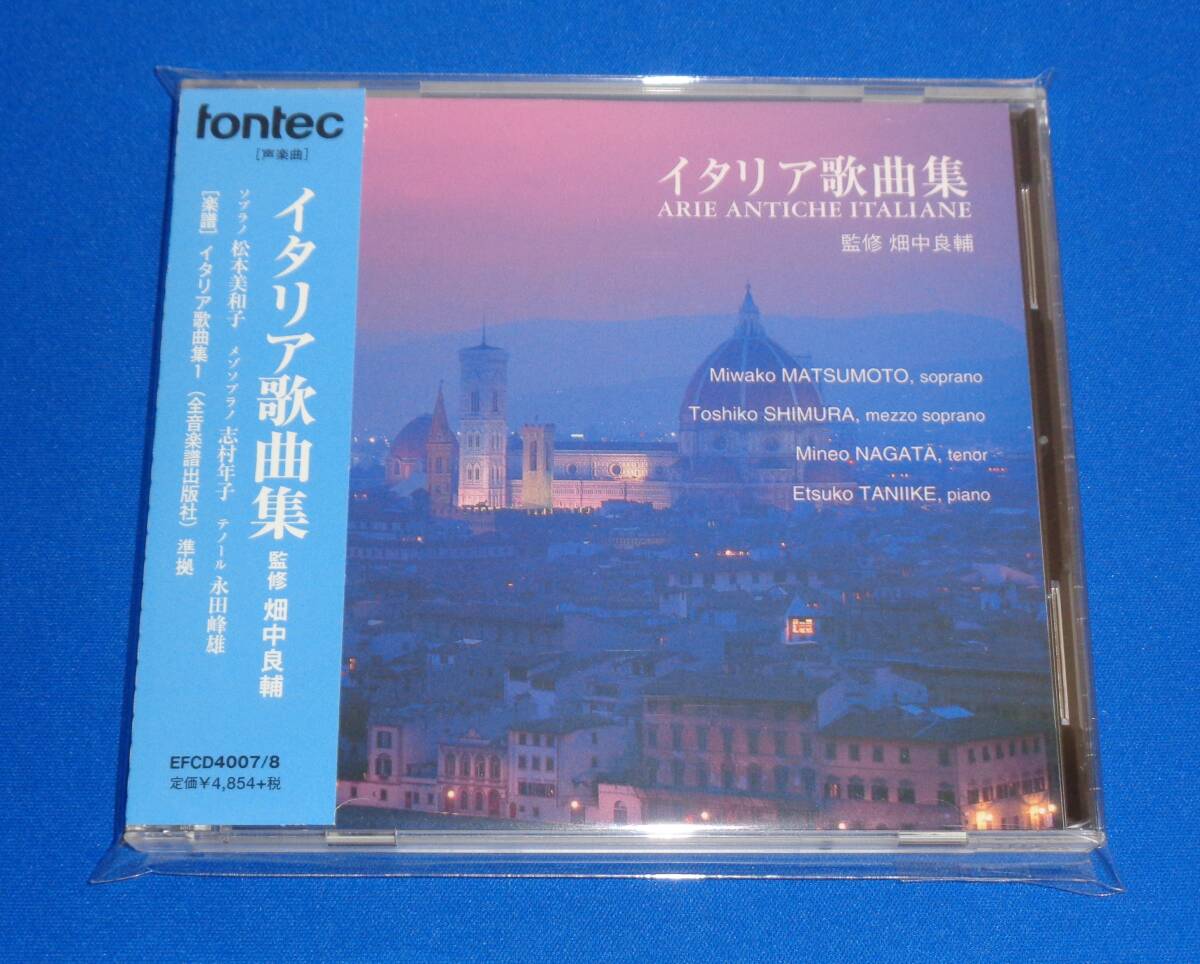 fontec
[声楽曲]
イタリア歌曲集 監修 畑中良輔
ソプラノ 松本美和子 メゾソプラノ 志村年子 テノール 永田峰雄
[楽譜] イタリア歌曲集1(全音楽譜出版社)準拠
EFCD4007/8
定価¥4,854+税
イタリア歌曲集
ARIE ANTICHE ITALIANE
監修 畑中良輔
Miwako MATSUMOTO, soprano
Toshiko SHIMURA, mezzo soprano
Mineo NAGATA, tenor
Etsuko TANIIKE, piano